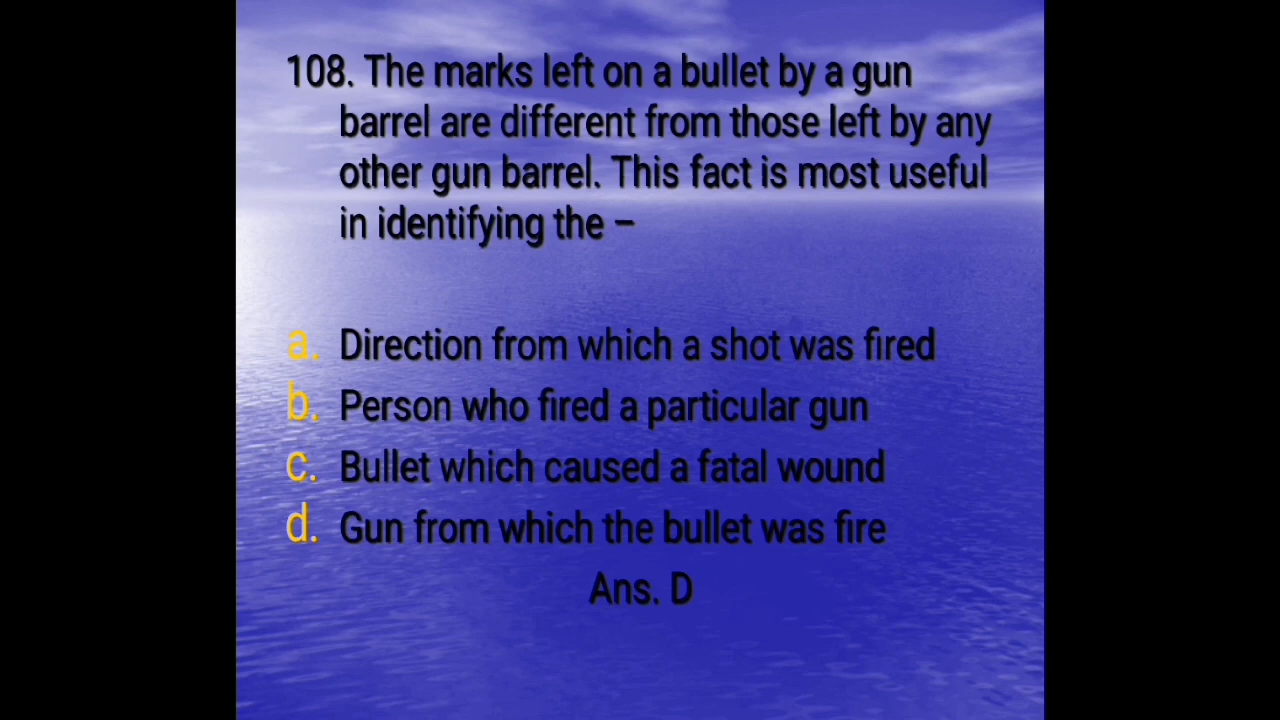 108. The marks left on a bullet by a gun
barrel are different from those left by any
other gun barrel. This fact is most useful
in identifying the –
a. Direction from which a shot was fired
b. Person who fired a particular gun
c. Bullet which caused a fatal wound
d. Gun from which the bullet was fire
Ans. D